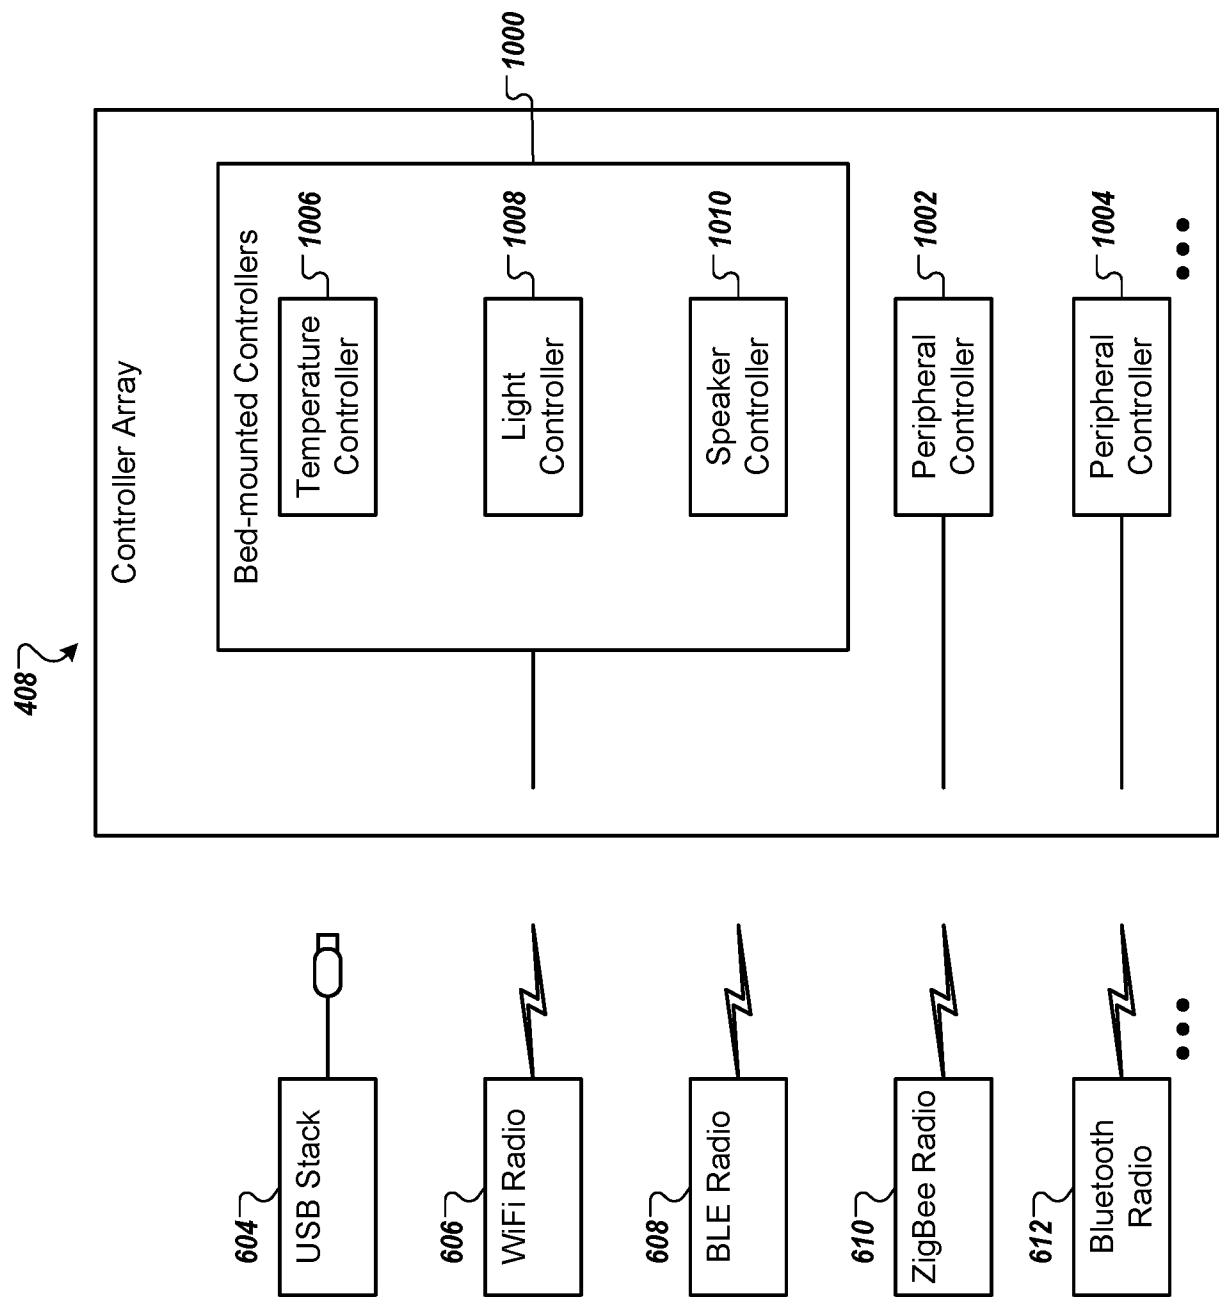 408
Controller Array
1000
Bed-mounted Controllers
604
USB Stack
Temperature
Controller
1006
606
WiFi Radio
Light
Controller
1008
608
BLE Radio
Speaker
Controller
1010
610
ZigBee Radio
Peripheral
Controller
1002
612
Bluetooth
Radio
Peripheral
Controller
1004